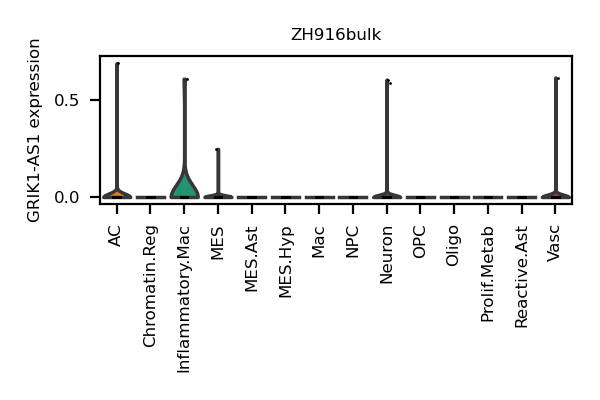 ZH916bulk
GRIK1-AS1 expression
0.5
0.0
AC
Chromatin.Reg
Inflammatory.Mac
MES
MES.Ast
MES.Hyp
Mac
NPC
Neuron
OPC
Oligo
Prolif.Metab
Reactive.Ast
Vasc